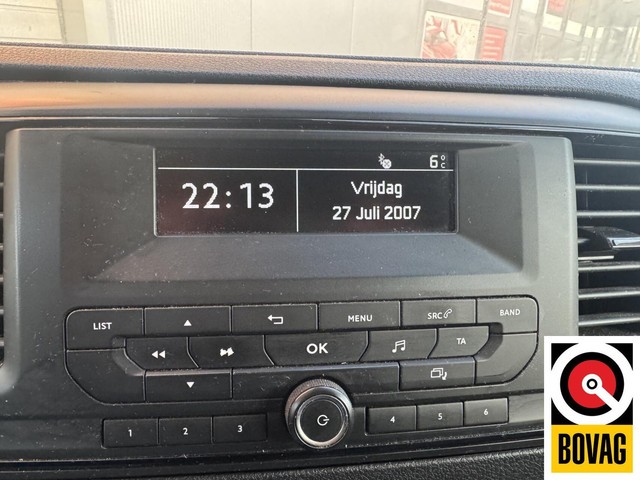 6°C
22:13
Vrijdag
27 Juli 2007
LIST
MENU
SRC
BAND
OK
TA
1 2 3 4 5 6
BOVAG